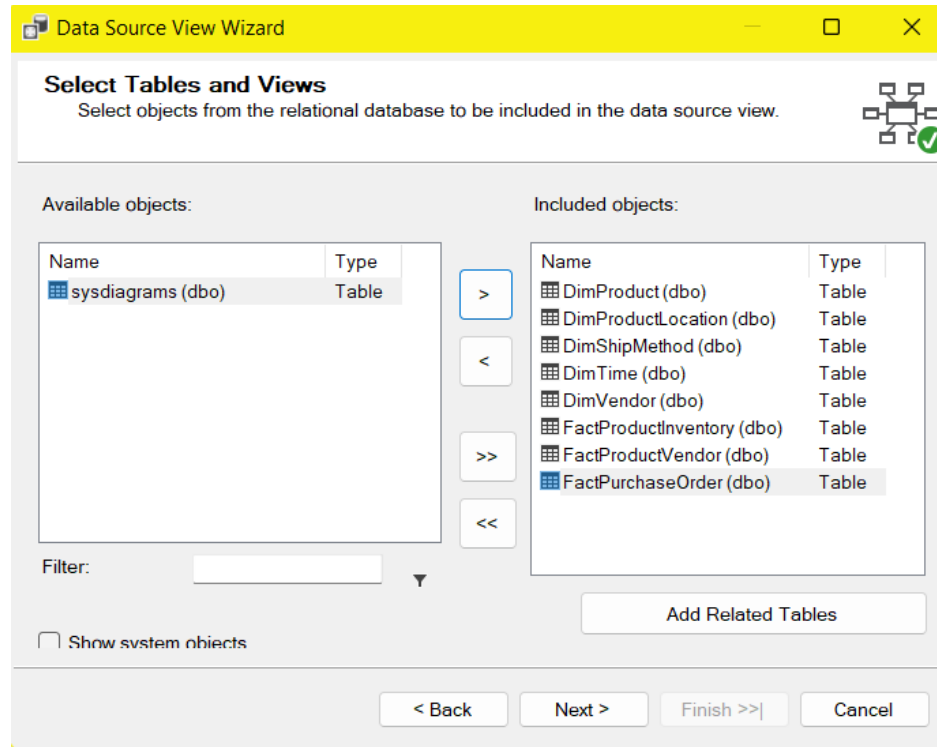 Data Source View Wizard
Select Tables and Views
Select objects from the relational database to be included in the data source view.
Available objects:
Name Type
sysdiagrams (dbo) Table
Filter:
Show system objects
>
<
>>
<<
Included objects:
Name Type
DimProduct (dbo) Table
DimProductLocation (dbo) Table
DimShipMethod (dbo) Table
DimTime (dbo) Table
DimVendor (dbo) Table
FactProductInventory (dbo) Table
FactProductVendor (dbo) Table
FactPurchaseOrder (dbo) Table
Add Related Tables
< Back
Next >
Finish >>|
Cancel